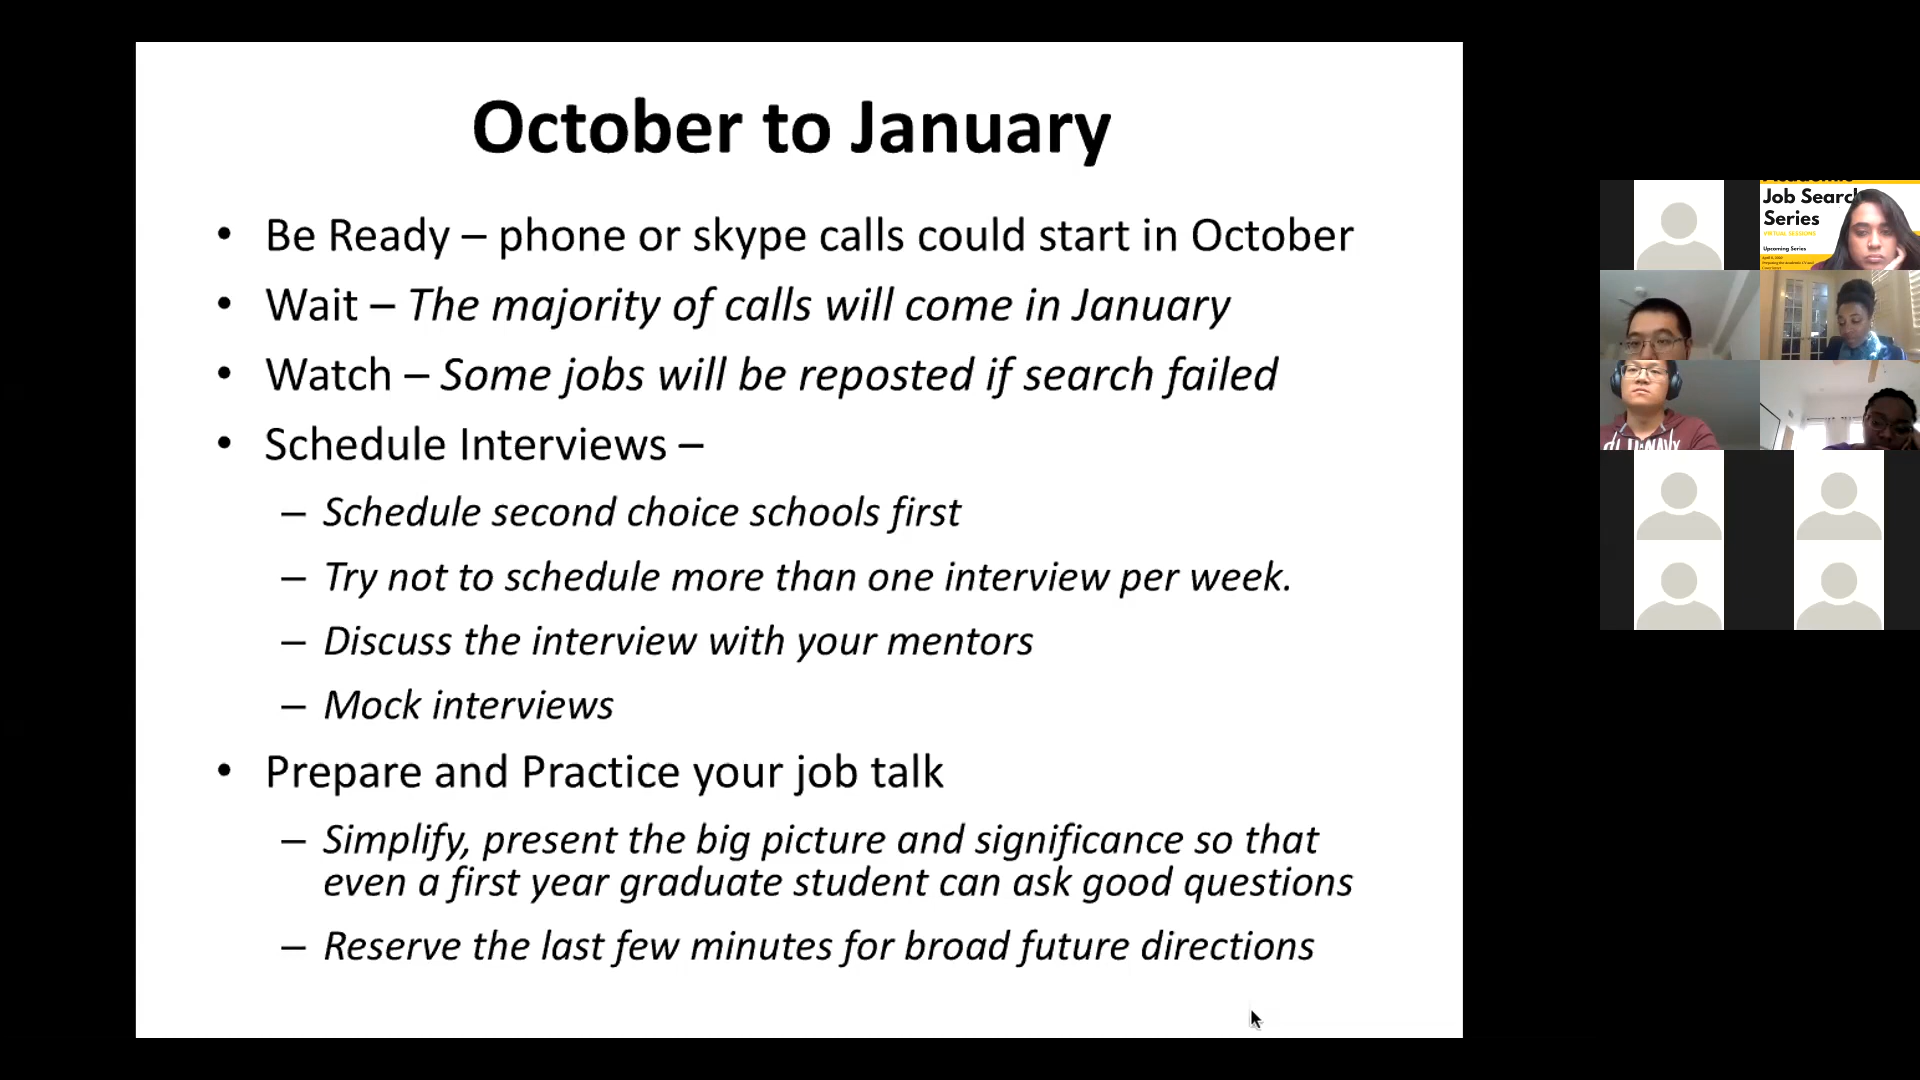 October to January
• Be Ready – phone or skype calls could start in October
• Wait – The majority of calls will come in January
• Watch – Some jobs will be reposted if search failed
• Schedule Interviews –
– Schedule second choice schools first
– Try not to schedule more than one interview per week.
– Discuss the interview with your mentors
– Mock interviews
• Prepare and Practice your job talk
– Simplify, present the big picture and significance so that
even a first year graduate student can ask good questions
– Reserve the last few minutes for broad future directions
Academic
Job Search
Series
VIRTUAL SESSIONS
Upcoming Series